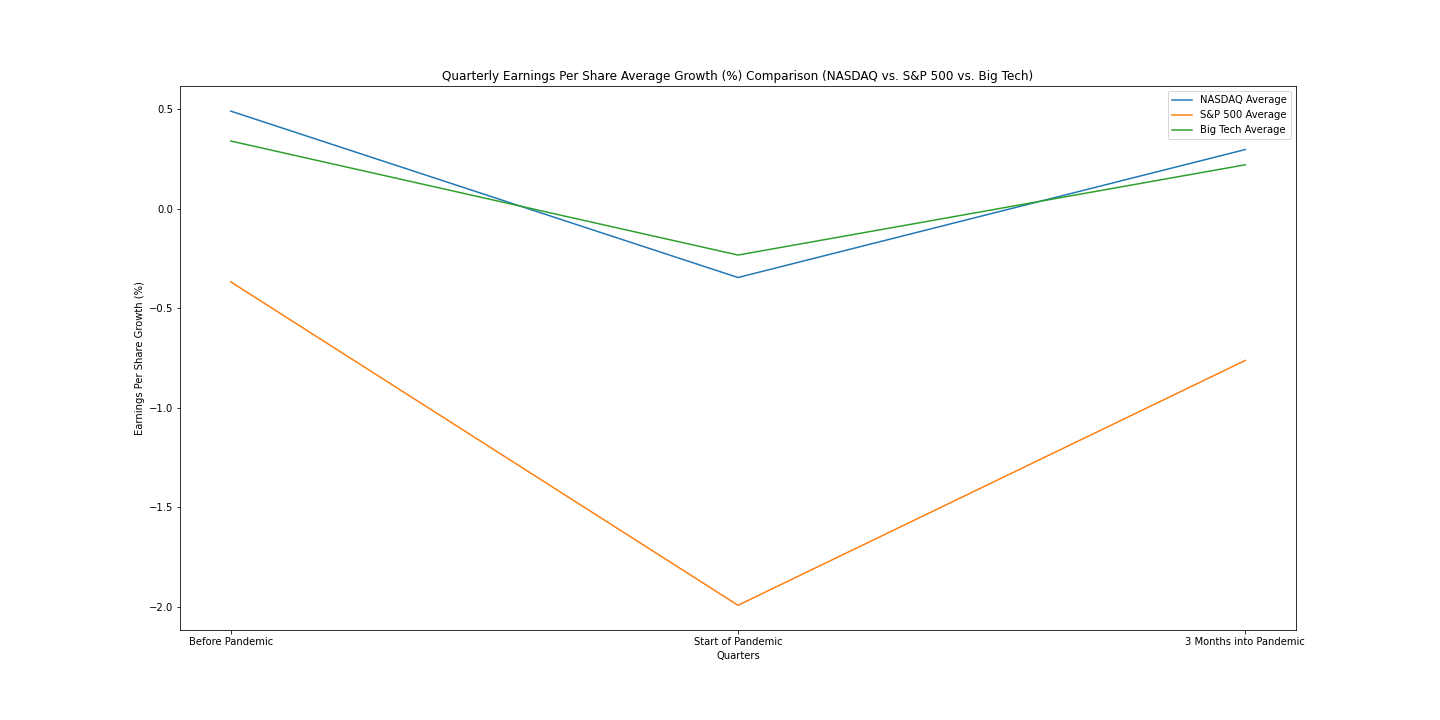 Quarterly Earnings Per Share Average Growth (%) Comparison (NASDAQ vs. S&P 500 vs. Big Tech)
NASDAQ Average
S&P 500 Average
Big Tech Average
Earnings Per Share Growth (%)
0.5
0.0
−0.5
−1.0
−1.5
−2.0
Before Pandemic
Start of Pandemic
3 Months into Pandemic
Quarters